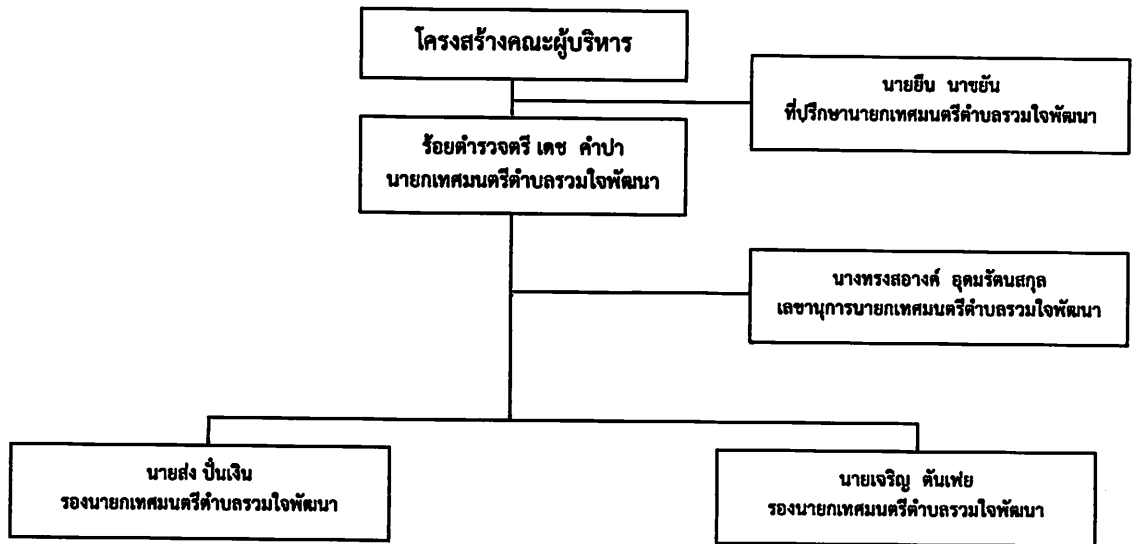 โครงสร้างคณะผู้บริหาร
นายยืน นาชยัน
ที่ปรึกษานายกเทศมนตรีตำบลรวมใจพัฒนา
ร้อยตำรวจตรี เดช คำปา
นายกเทศมนตรีตำบลรวมใจพัฒนา
นางทรงสอางค์ อุดมรัตนสกุล
เลขานุการนายกเทศมนตรีตำบลรวมใจพัฒนา
นายส่ง ปั่นเงิน
รองนายกเทศมนตรีตำบลรวมใจพัฒนา
นายเจริญ ตันเฟย
รองนายกเทศมนตรีตำบลรวมใจพัฒนา